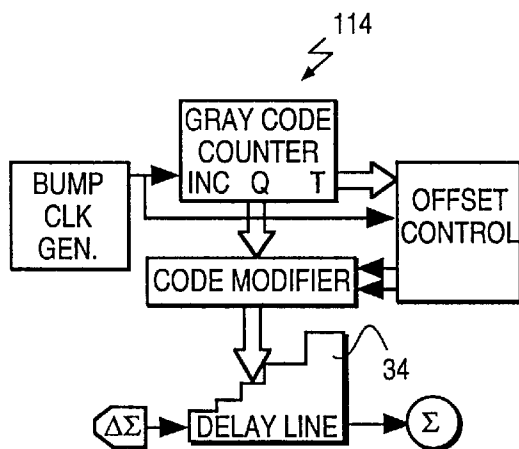 114
GRAY CODE
COUNTER
INC Q T
BUMP
CLK
GEN.
OFFSET
CONTROL
CODE MODIFIER
34
ΔΣ
DELAY LINE
Σ